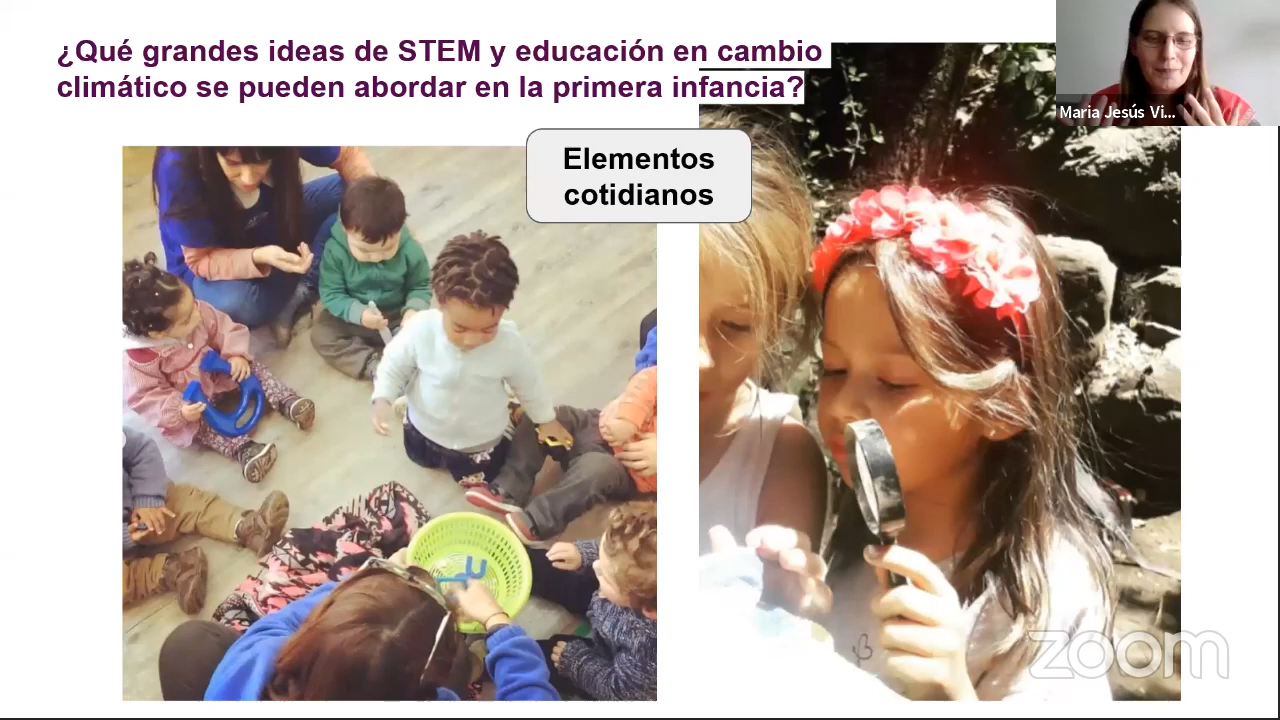 ¿Qué grandes ideas de STEM y educación en cambio
climático se pueden abordar en la primera infancia?
Maria Jesús Vi...
Elementos
cotidianos
zoom